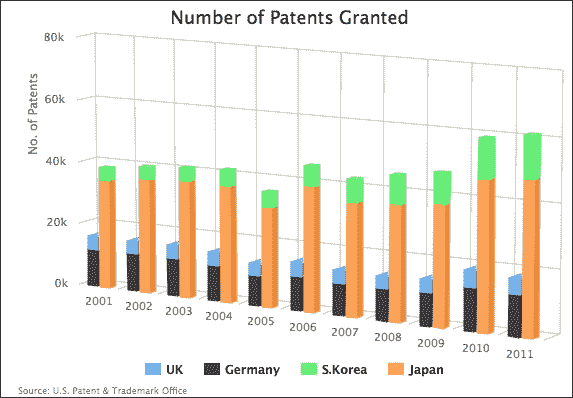 Number of Patents Granted
No. of Patents
80k
60k
40k
20k
0k
2001 2002 2003 2004 2005 2006 2007 2008 2009 2010 2011
UK Germany S.Korea Japan
Source: U.S. Patent & Trademark Office